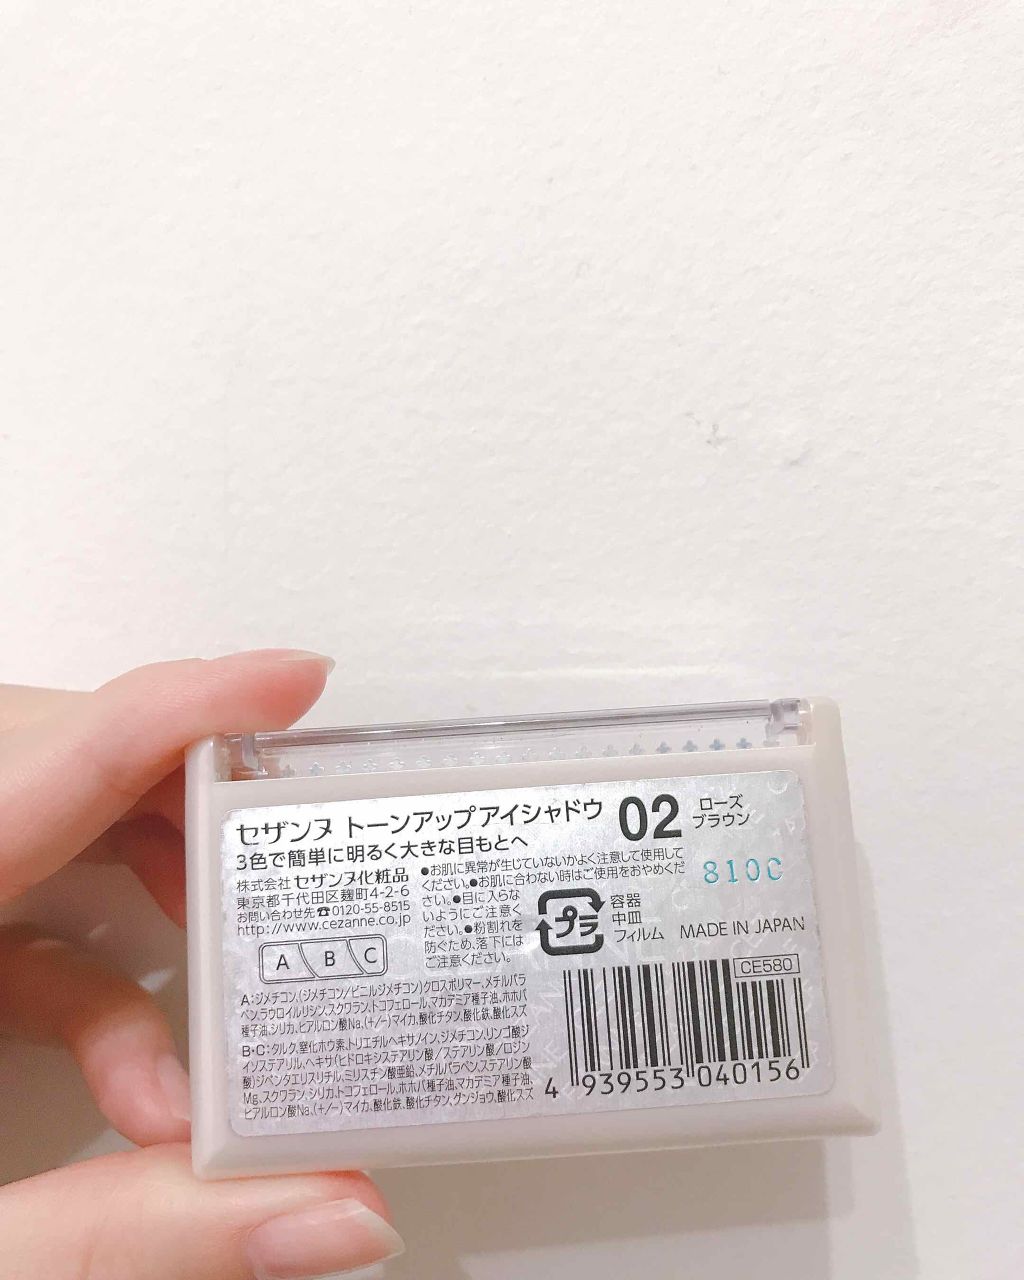 セザンヌ トーンアップアイシャドウ 02 ローズ
ブラウン
3色で簡単に明るく大きな目もとへ
株式会社 セザンヌ化粧品
東京都千代田区麹町4-2-6
お問い合わせ先☎0120-55-8515
http://www.cezanne.co.jp
●お肌に異常が生じていないかよく注意して使用して
ください。●お肌に合わない時はご使用をおやめくだ
さい。●目に入らな
いようにご注意く
ださい。●粉割れを
防ぐため、落下には
ご注意ください。
810C
プラ
容器
中皿
フィルム
MADE IN JAPAN
A B C
CE580
A:ジメチコン、(ジメチコン/ビニルジメチコン)クロスポリマー、メチルパラ
ベン、ラウロイルリシン、スクワラン、トコフェロール、マカデミア種子油、ホホバ
種子油、シリカ、ヒアルロン酸Na、(+/-)マイカ、酸化チタン、酸化鉄、酸化スズ
B・C:タルク、窒化ホウ素、トリエチルヘキサノイン、ジメチコン、リンゴ酸ジ
イソステアリル、ヘキサ(ヒドロキシステアリン酸/ステアリン酸/ロジン
酸)ジペンタエリスリチル、ミリスチン酸亜鉛、メチルパラベン、ステアリン酸
Mg、スクワラン、シリカ、トコフェロール、ホホバ種子油、マカデミア種子油、
ヒアルロン酸Na、(+/-)マイカ、酸化鉄、酸化チタン、グンジョウ、酸化スズ
4 939553 040156